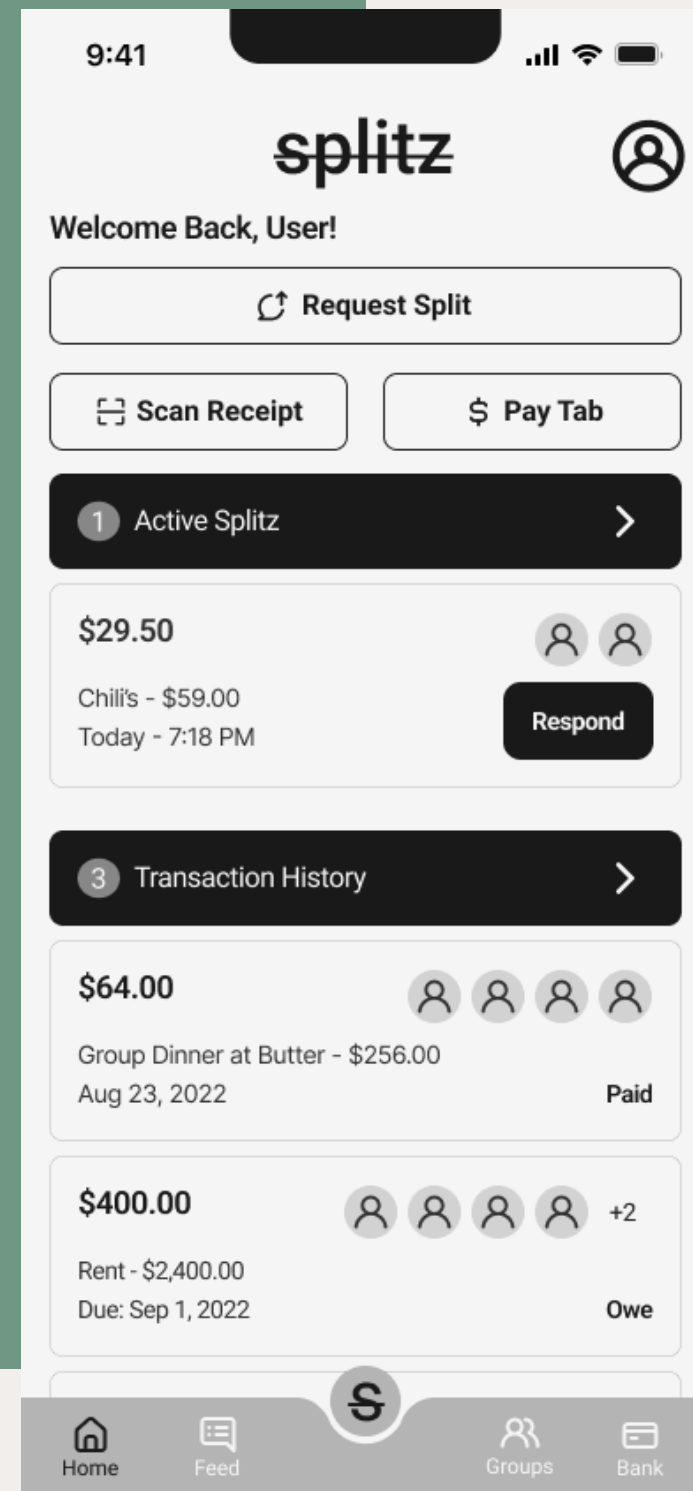 9:41
splitz
Welcome Back, User!
Request Split
Scan Receipt
$ Pay Tab
1 Active Splitz
$29.50
Chili's - $59.00
Today - 7:18 PM
Respond
3 Transaction History
$64.00
Group Dinner at Butter - $256.00
Aug 23, 2022
Paid
$400.00
+2
Rent - $2,400.00
Due: Sep 1, 2022
Owe
S
Home
Feed
Groups
Bank